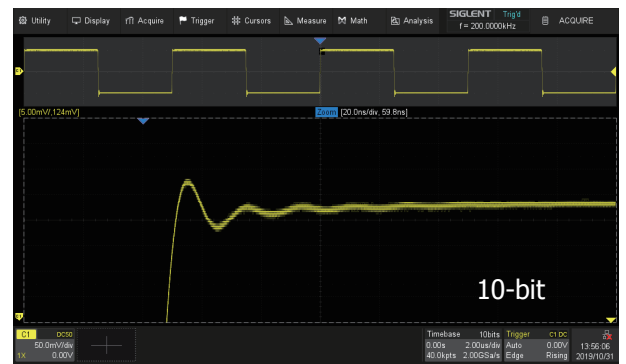 Utility Display Acquire Trigger Cursors Measure Math Analysis SIGLENT Trig'd ACQUIRE
f = 200.0000kHz
[5.00mV/,124mV] Zoom [20.0ns/div, 59.8ns]
10-bit
C1 DC50 Timebase 10bits Trigger C1 DC
50.0mV/div 0.00s 2.00us/div Auto 0.00V 13:56:06
1X 0.00V 40.0kpts 2.00GSa/s Edge Rising 2019/10/31